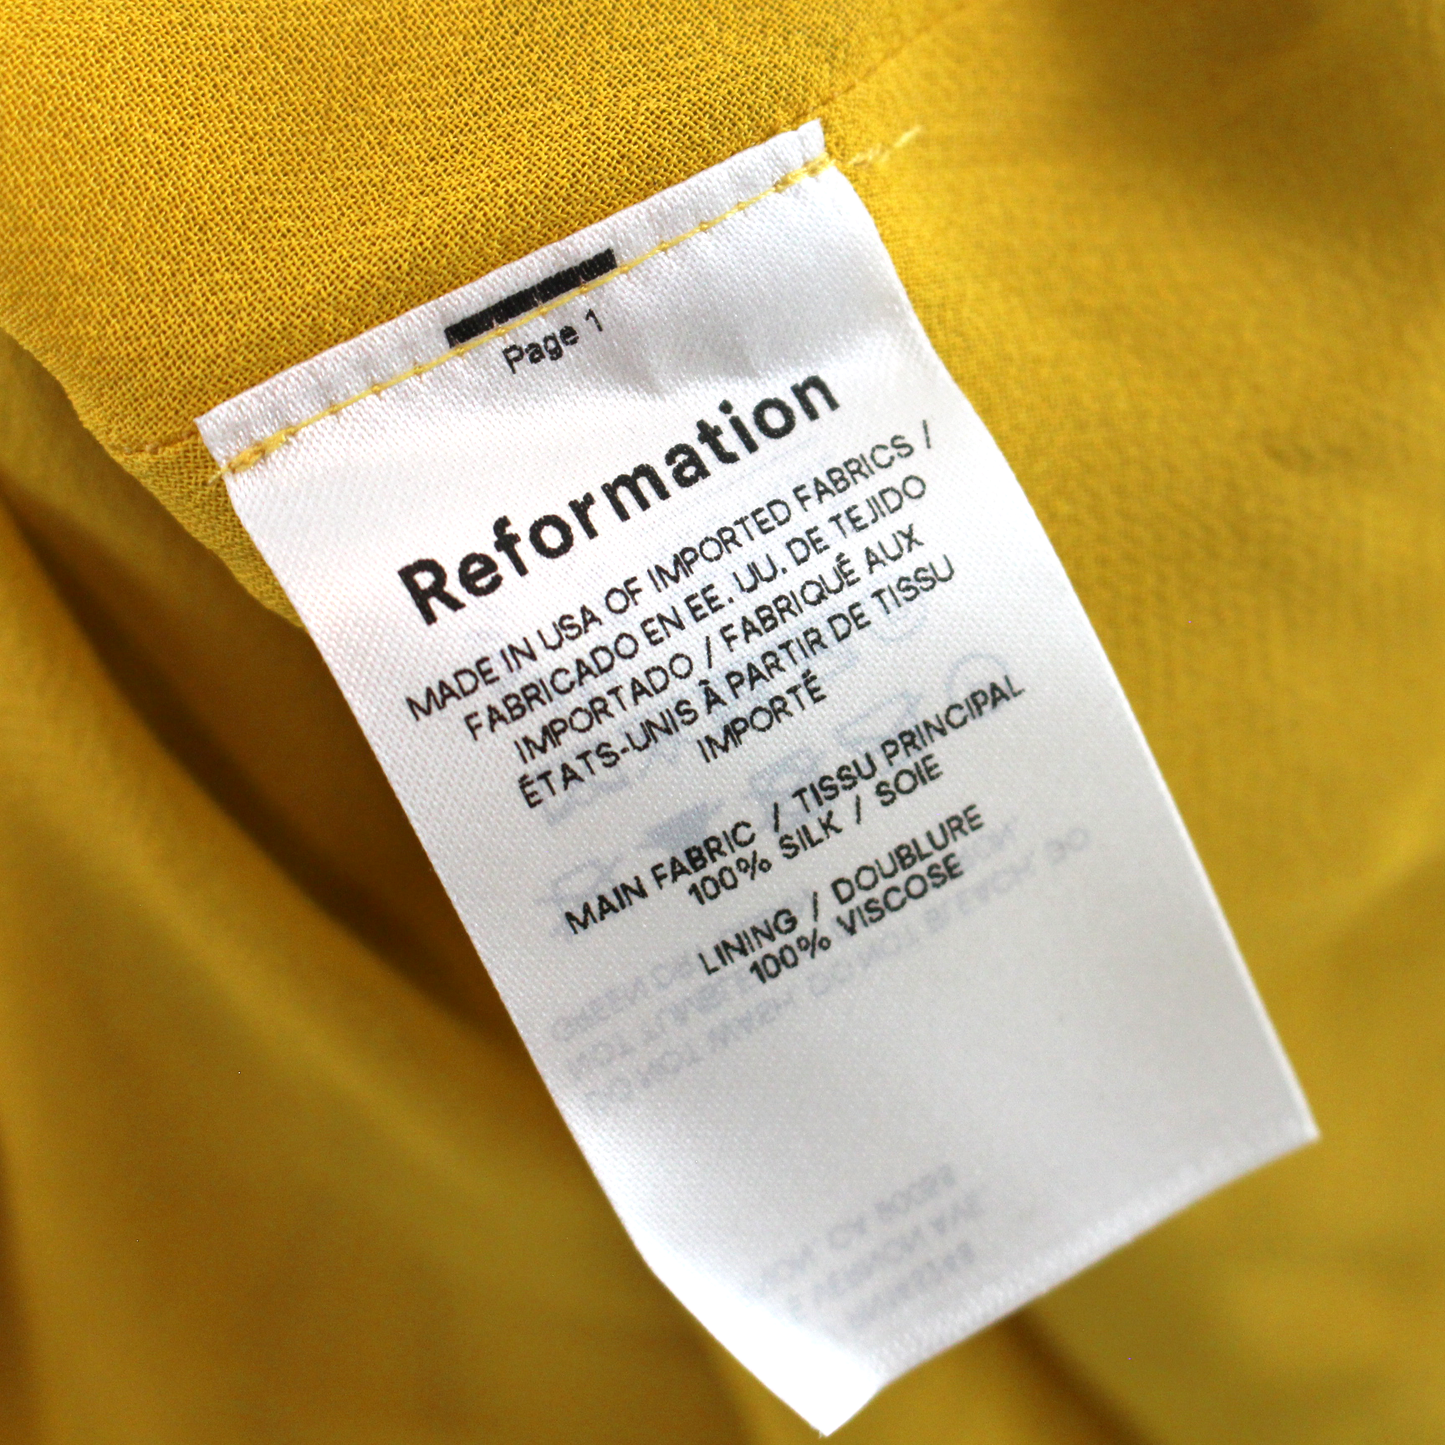 Page 1
Reformation
MADE IN USA OF IMPORTED FABRICS /
FABRICADO EN EE. UU. DE TEJIDO
IMPORTADO / FABRIQUÉ AUX
ÉTATS-UNIS À PARTIR DE TISSU
IMPORTÉ
MAIN FABRIC / TISSU PRINCIPAL
100% SILK / SOIE
LINING / DOUBLURE
100% VISCOSE